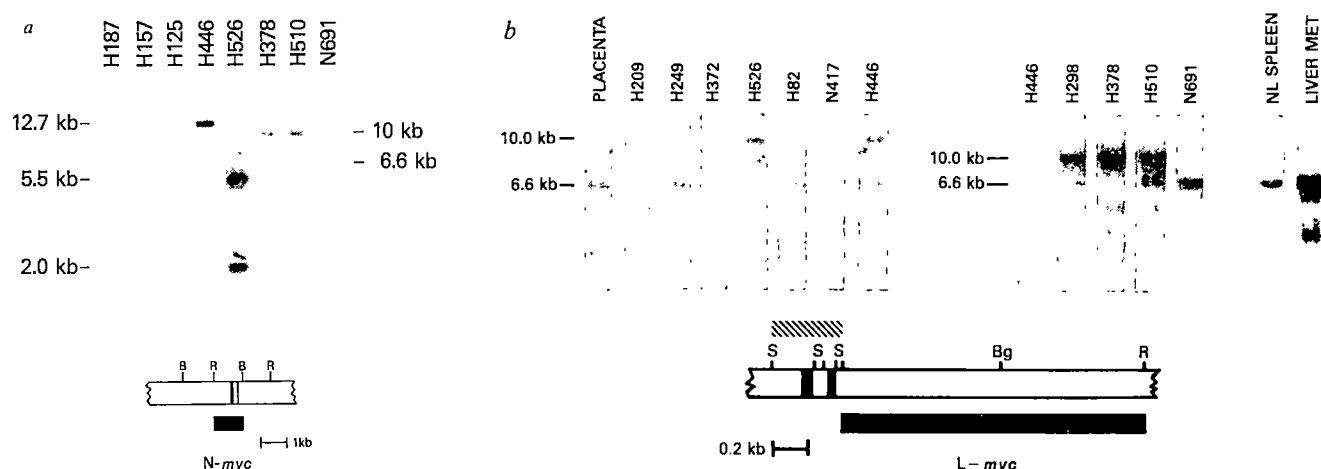 a
H187 H157 H125 H446 H526 H378 H510 N691
12.7 kb–
5.5 kb–
2.0 kb–
– 10 kb
– 6.6 kb
B R B R
1kb
N-myc
b
PLACENTA H209 H249 H372 H526 H82 N417 H446
10.0 kb —
6.6 kb —
H446 H298 H378 H510 N691
NL SPLEEN LIVER MET
10.0 kb —
6.6 kb —
S S S Bg R
0.2 kb
L–myc